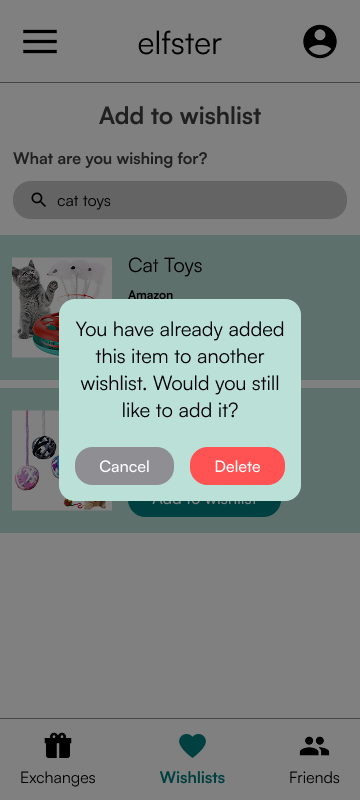 elfster
Add to wishlist
What are you wishing for?
cat toys
Cat Toys
Amazon
You have already added
this item to another
wishlist. Would you still
like to add it?
Cancel
Delete
Add to wishlist
Exchanges
Wishlists
Friends